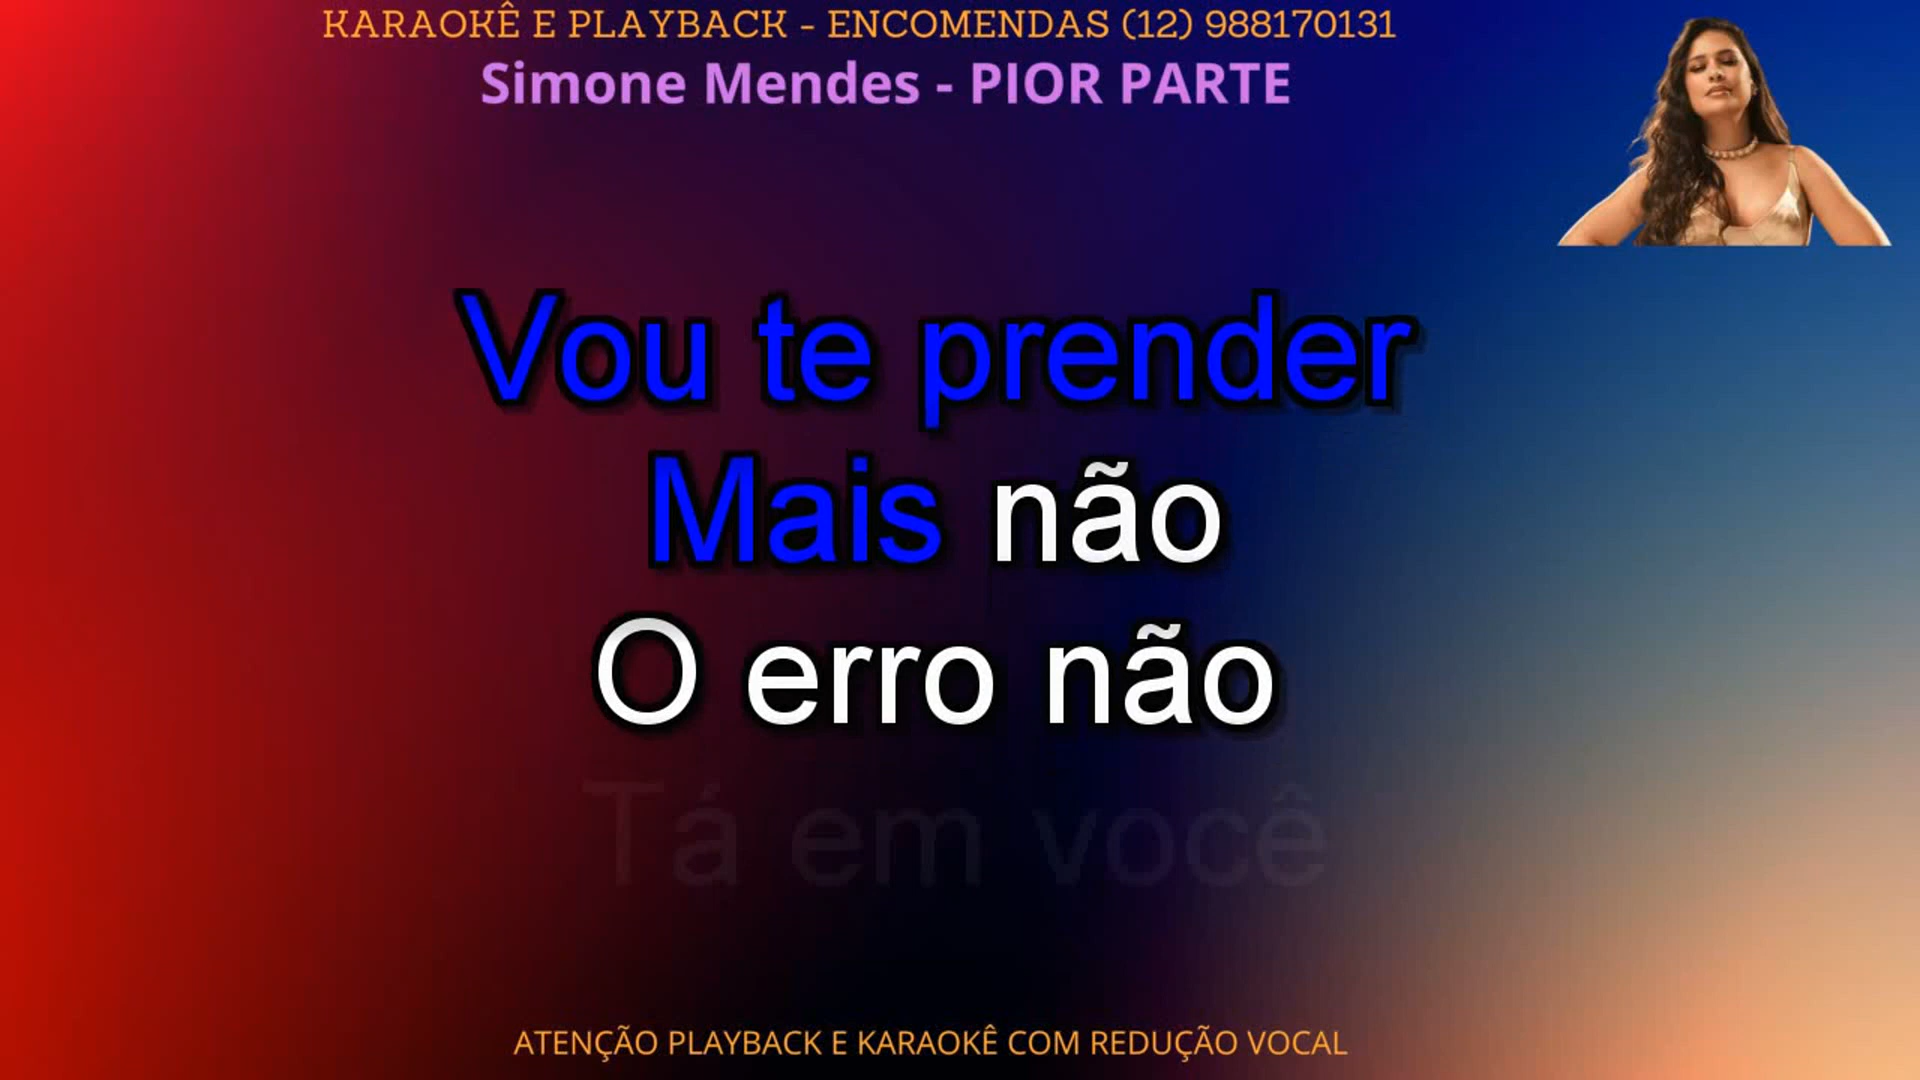 KARAOKÊ E PLAYBACK - ENCOMENDAS (12) 988170131
Simone Mendes - PIOR PARTE
Vou te prender
Mais não
O erro não
Tá em você
ATENÇÃO PLAYBACK E KARAOKÊ COM REDUÇÃO VOCAL